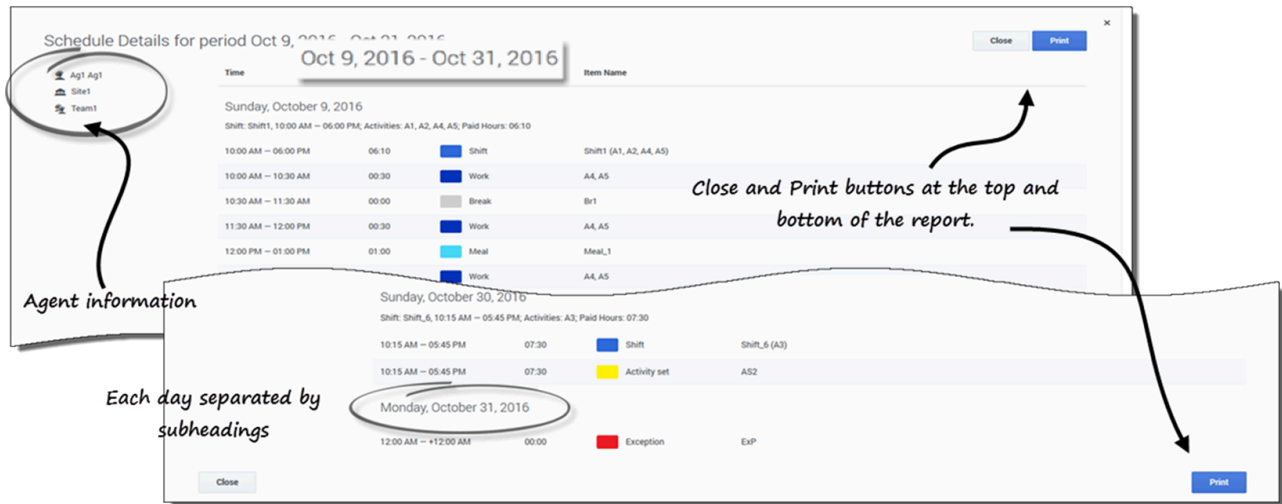 Schedule Details for period Oct 9, 2016 - Oct 31, 2016
Oct 9, 2016 - Oct 31, 2016
×
Close Print
Ag1 Ag1
Site1
Team1
Time Item Name
Sunday, October 9, 2016
Shift: Shift1, 10:00 AM — 06:00 PM; Activities: A1, A2, A4, A5; Paid Hours: 06:10
10:00 AM — 06:00 PM 06:10 Shift Shift1 (A1, A2, A4, A5)
10:00 AM — 10:30 AM 00:30 Work A4, A5
10:30 AM — 11:30 AM 00:00 Break Br1
11:30 AM — 12:00 PM 00:30 Work A4, A5
12:00 PM — 01:00 PM 01:00 Meal Meal_1
Work A4, A5
Close and Print buttons at the top and
bottom of the report.
Agent information
Sunday, October 30, 2016
Shift: Shift_6, 10:15 AM — 05:45 PM; Activities: A3; Paid Hours: 07:30
10:15 AM — 05:45 PM 07:30 Shift Shift_6 (A3)
10:15 AM — 05:45 PM 07:30 Activity set AS2
Each day separated by
subheadings
Monday, October 31, 2016
12:00 AM — +12:00 AM 00:00 Exception ExP
Close Print